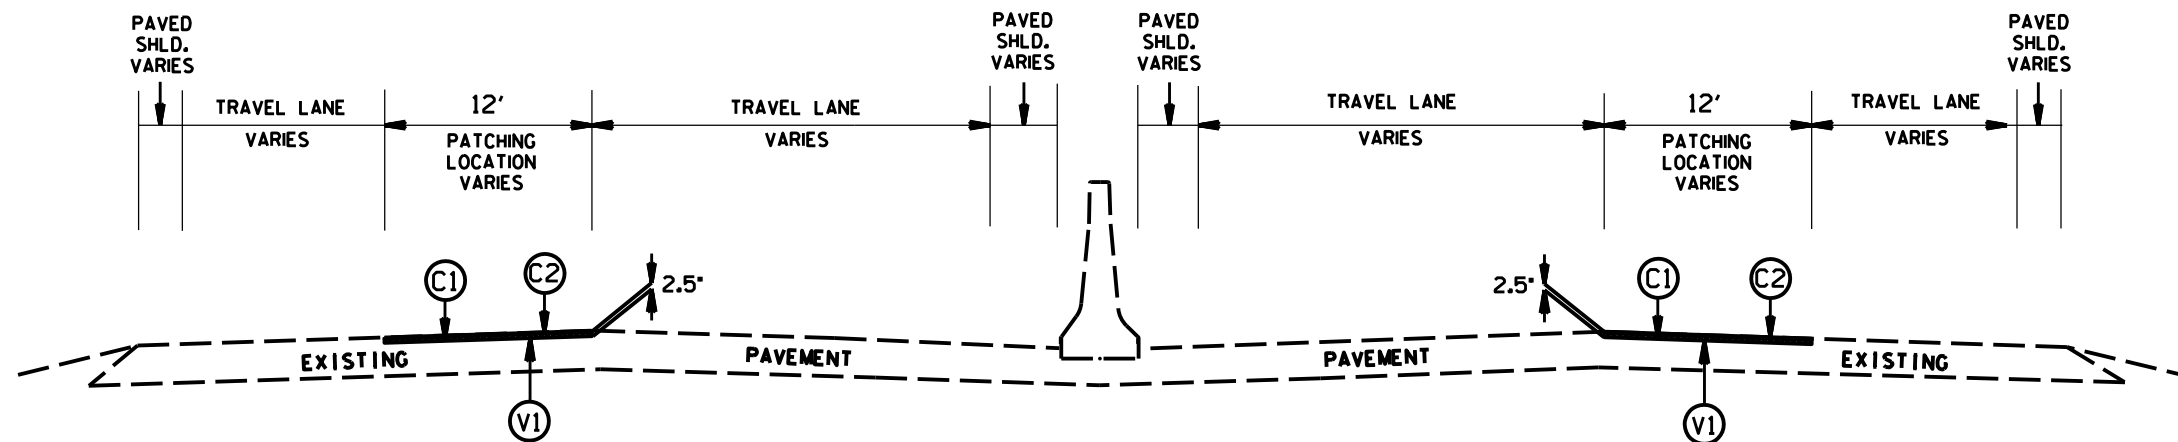 PAVED
SHLD.
VARIES
TRAVEL LANE
VARIES
12'
PATCHING
LOCATION
VARIES
TRAVEL LANE
VARIES
PAVED
SHLD.
VARIES
PAVED
SHLD.
VARIES
TRAVEL LANE
VARIES
12'
PATCHING
LOCATION
VARIES
TRAVEL LANE
VARIES
PAVED
SHLD.
VARIES
C1
C2
2.5"
2.5"
C1
C2
EXISTING
PAVEMENT
PAVEMENT
EXISTING
V1
V1